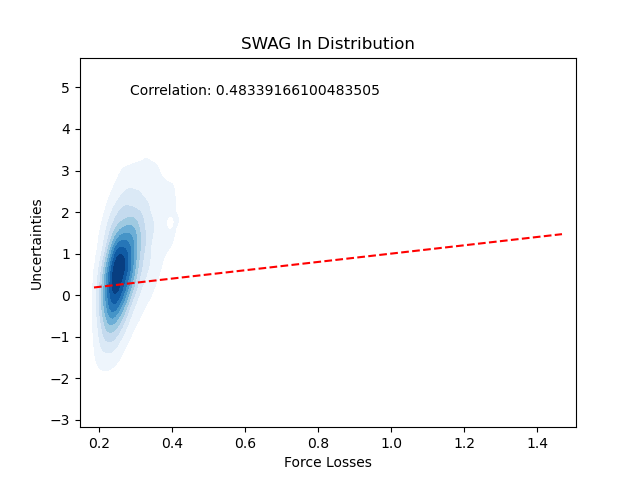 SWAG In Distribution
Correlation: 0.48339166100483505
Uncertainties
5
4
3
2
1
0
−1
−2
−3
0.2 0.4 0.6 0.8 1.0 1.2 1.4
Force Losses